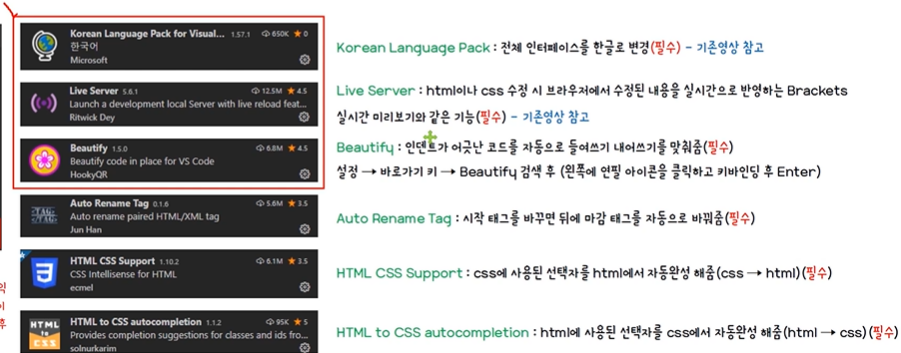 Korean Language Pack for Visual... 1.57.1 650K ★ 0
한국어
Microsoft
Korean Language Pack : 전체 인터페이스를 한글로 변경(필수) - 기존영상 참고
Live Server 5.6.1 12.5M ★ 4.5
Launch a development local Server with live reload feat...
Ritwick Dey
Live Server : html이나 css 수정 시 브라우저에서 수정된 내용을 실시간으로 반영하는 Brackets
실시간 미리보기와 같은 기능(필수) - 기존영상 참고
Beautify 1.5.0 6.8M ★ 4.5
Beautify code in place for VS Code
HookyQR
Beautify : 인덴트가 어긋난 코드를 자동으로 들여쓰기 내어쓰기를 맞춰줌(필수)
설정 → 바로가기 키 → Beautify 검색 후 (왼쪽에 연필 아이콘을 클릭하고 키바인딩 후 Enter)
TAG
Auto Rename Tag 0.1.6 5.6M ★ 3.5
Auto rename paired HTML/XML tag
Jun Han
Auto Rename Tag : 시작 태그를 바꾸면 뒤에 마감 태그를 자동으로 바꿔줌(필수)
HTML CSS Support 1.10.2 6.1M ★ 3.5
CSS Intellisense for HTML
ecmel
HTML CSS Support : css에 사용된 선택자를 html에서 자동완성 해줌(css → html)(필수)
HTML to CSS
HTML to CSS autocompletion 1.1.2 95K ★ 5
Provides completion suggestions for classes and ids fro...
solnurkarim
HTML to CSS autocompletion : html에 사용된 선택자를 css에서 자동완성 해줌(html → css)(필수)
후